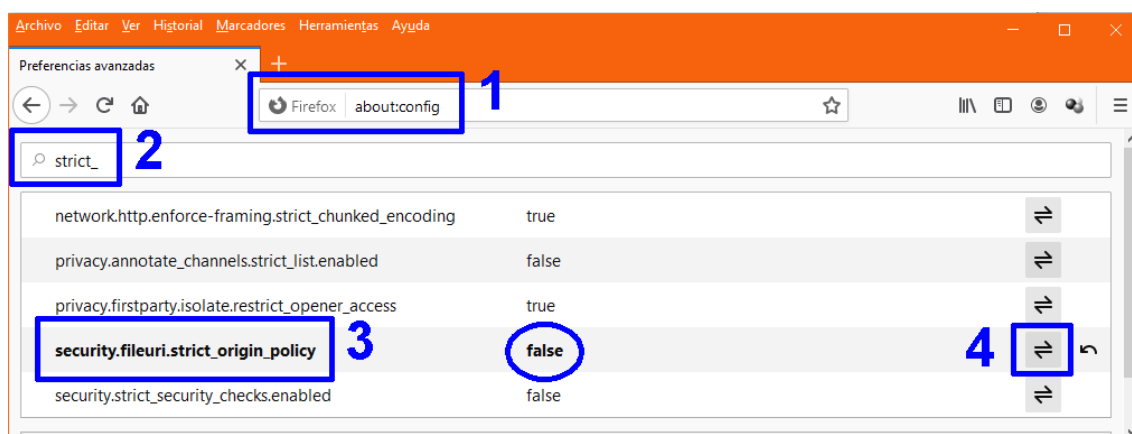 Archivo Editar Ver Historial Marcadores Herramientas Ayuda
Preferencias avanzadas
1
Firefox about:config
2
strict_
network.http.enforce-framing.strict_chunked_encoding true
privacy.annotate_channels.strict_list.enabled false
privacy.firstparty.isolate.restrict_opener_access true
security.fileuri.strict_origin_policy 3 false 4
security.strict_security_checks.enabled false